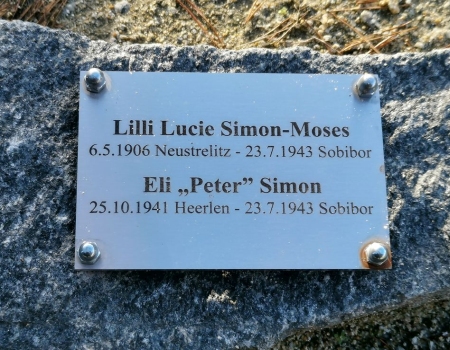 Lilli Lucie Simon-Moses
6.5.1906 Neustrelitz - 23.7.1943 Sobibor
Eli „Peter” Simon
25.10.1941 Heerlen - 23.7.1943 Sobibor